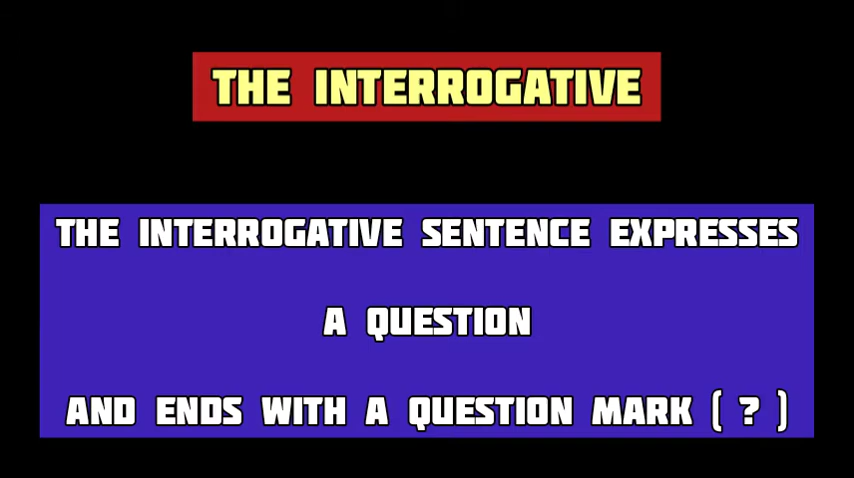 THE INTERROGATIVE
THE INTERROGATIVE SENTENCE EXPRESSES
A QUESTION
AND ENDS WITH A QUESTION MARK ( ? )